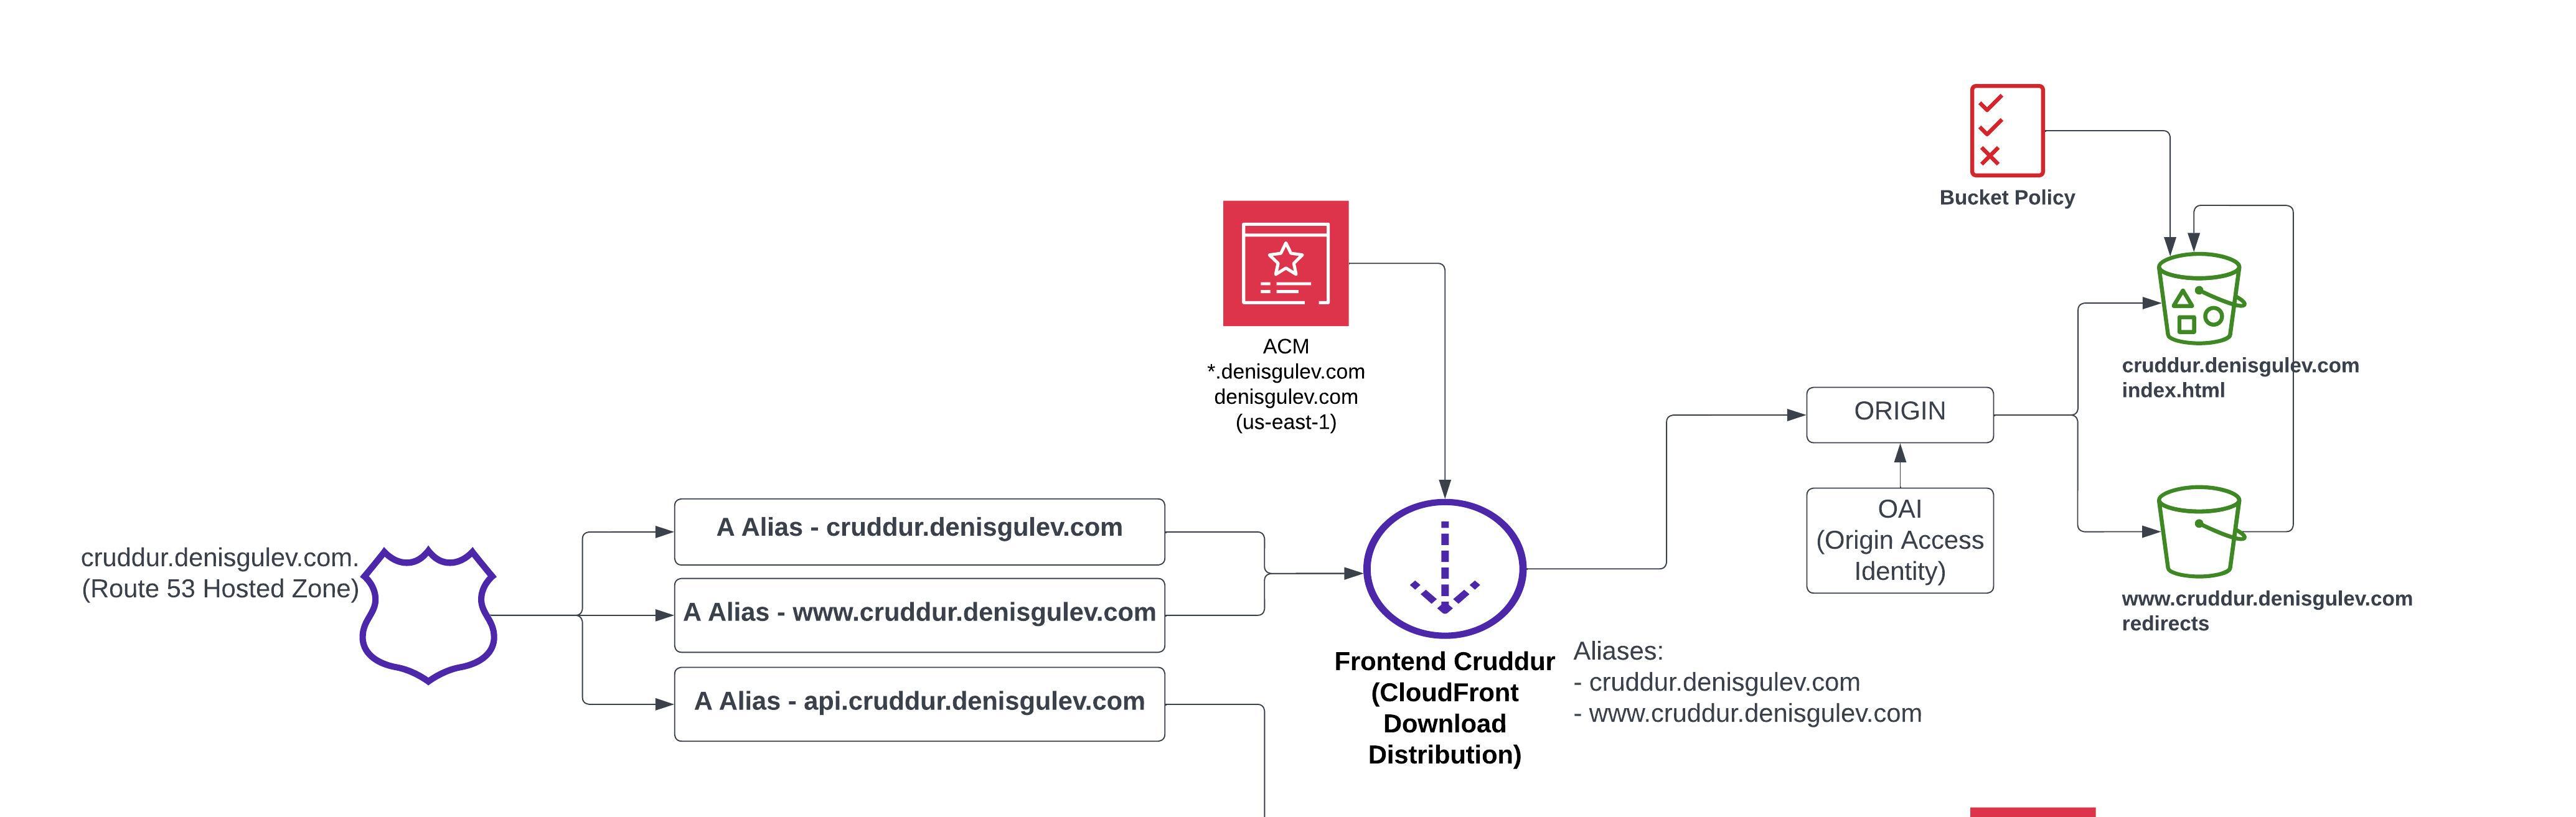 Bucket Policy
ACM
*.denisgulev.com
denisgulev.com
(us-east-1)
cruddur.denisgulev.com
index.html
ORIGIN
OAI
(Origin Access
Identity)
cruddur.denisgulev.com.
(Route 53 Hosted Zone)
A Alias - cruddur.denisgulev.com
A Alias - www.cruddur.denisgulev.com
A Alias - api.cruddur.denisgulev.com
www.cruddur.denisgulev.com
redirects
Frontend Cruddur
(CloudFront
Download
Distribution)
Aliases:
- cruddur.denisgulev.com
- www.cruddur.denisgulev.com